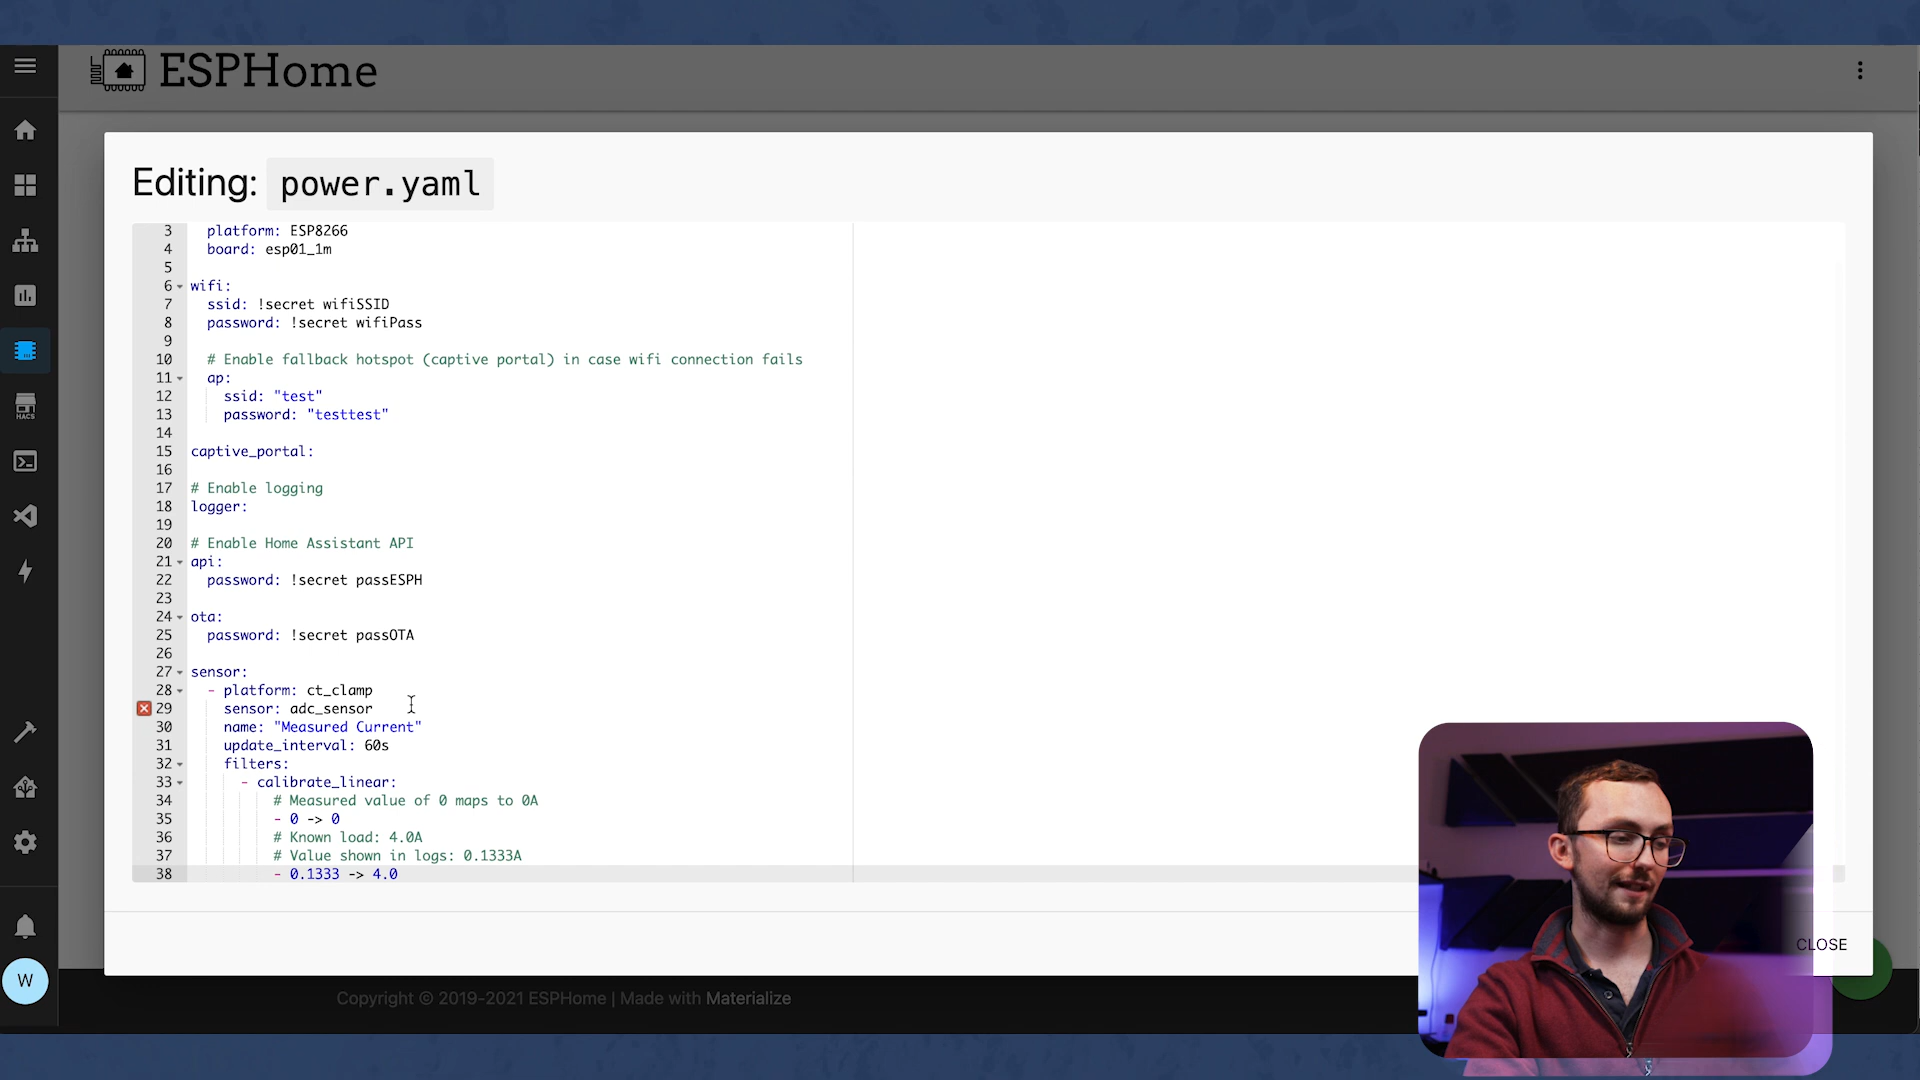 ESPHome
Editing: power.yaml
3 platform: ESP8266
4 board: esp01_1m
5
6 wifi:
7 ssid: !secret wifiSSID
8 password: !secret wifiPass
9
10 # Enable fallback hotspot (captive portal) in case wifi connection fails
11 ap:
12 ssid: "test"
13 password: "testtest"
14
15 captive_portal:
16
17 # Enable logging
18 logger:
19
20 # Enable Home Assistant API
21 api:
22 password: !secret passESPH
23
24 ota:
25 password: !secret passOTA
26
27 sensor:
28 - platform: ct_clamp
29 sensor: adc_sensor
30 name: "Measured Current"
31 update_interval: 60s
32 filters:
33 - calibrate_linear:
34 # Measured value of 0 maps to 0A
35 - 0 -> 0
36 # Known load: 4.0A
37 # Value shown in logs: 0.1333A
38 - 0.1333 -> 4.0
HACS
CLOSE
W
Copyright © 2019-2021 ESPHome | Made with Materialize